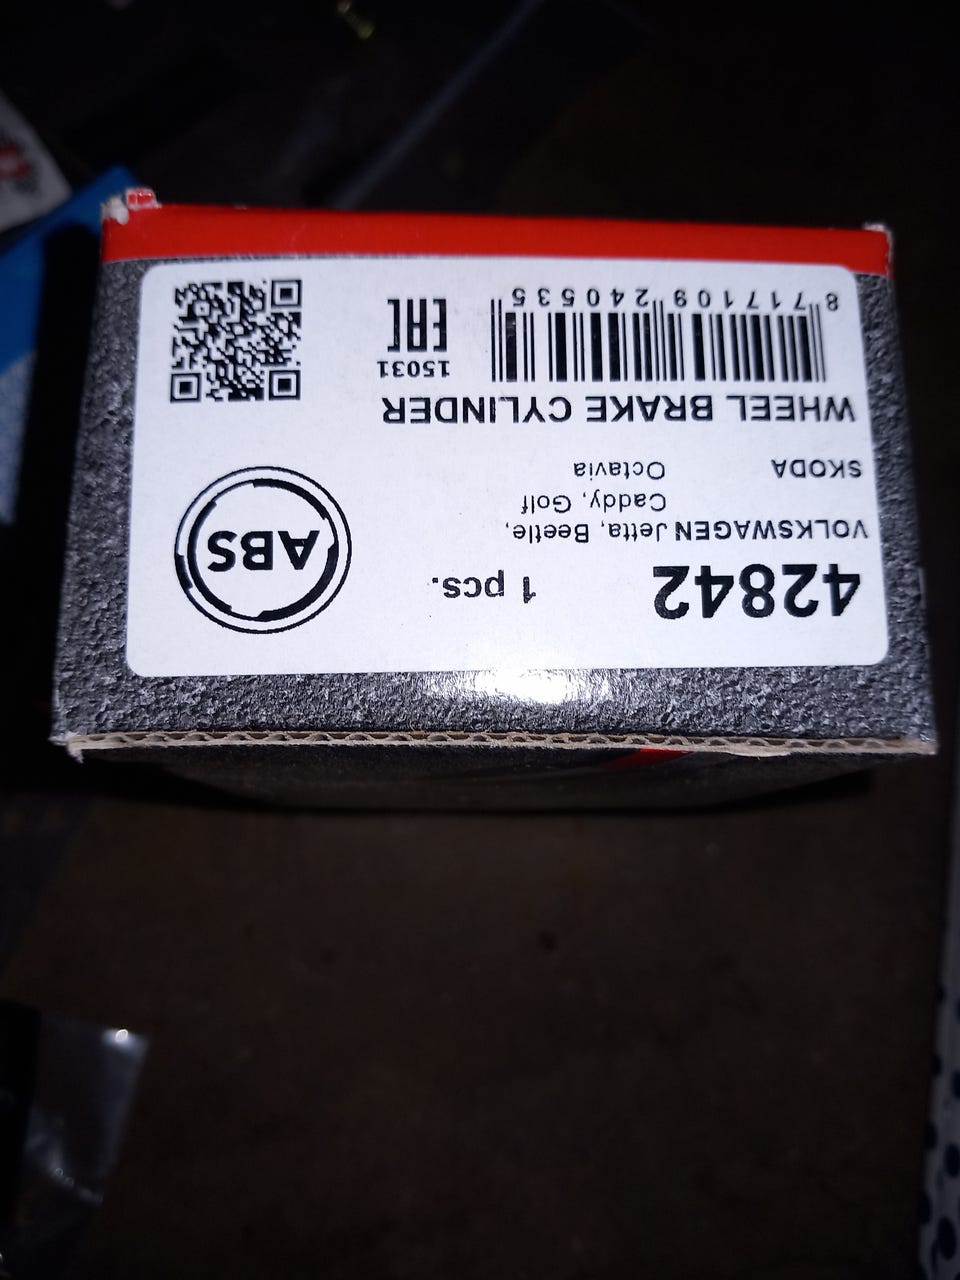 42842
1 pcs.
ABS
VOLKSWAGEN Jetta, Beetle,
Caddy, Golf
SKODA Octavia
WHEEL BRAKE CYLINDER
15031
EAC
8 717109 240535